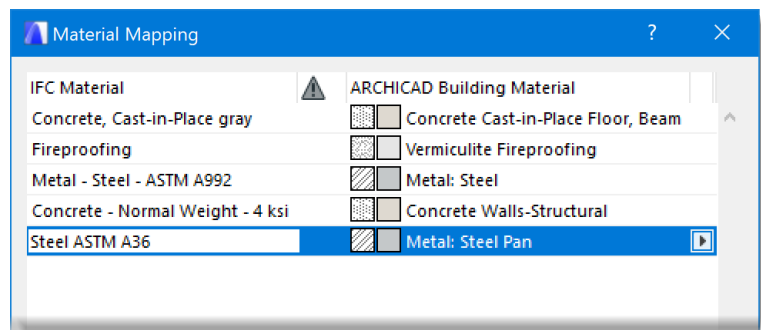 Material Mapping ?
IFC Material ARCHICAD Building Material
Concrete, Cast-in-Place gray Concrete Cast-in-Place Floor, Beam
Fireproofing Vermiculite Fireproofing
Metal - Steel - ASTM A992 Metal: Steel
Concrete - Normal Weight - 4 ksi Concrete Walls-Structural
Steel ASTM A36 Metal: Steel Pan